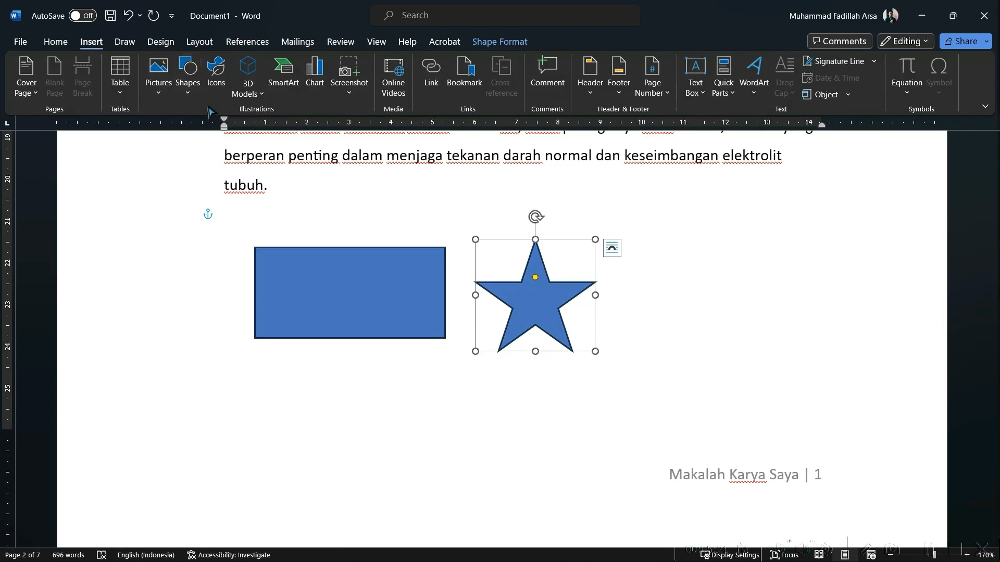 AutoSave Off Document1 - Word Search Muhammad Fadillah Arsa
File Home Insert Draw Design Layout References Mailings Review View Help Acrobat Shape Format Comments Editing Share
Cover Page Blank Page Page Break Table Pictures Shapes Icons 3D Models SmartArt Chart Screenshot Online Videos Link Bookmark Cross-reference Comment Header Footer Page Number Text Box Quick Parts WordArt Drop Cap Signature Line Date & Time Object Equation Symbol
Pages Tables Illustrations Media Links Comments Header & Footer Text Symbols
1 2 3 4 5 6 7 8 9 10 11 12 13 14
19
berperan penting dalam menjaga tekanan darah normal dan keseimbangan elektrolit
20
tubuh.
21
22
23
24
25
Makalah Karya Saya | 1
Page 2 of 7 696 words English (Indonesia) Accessibility: Investigate Display Settings Focus 170%